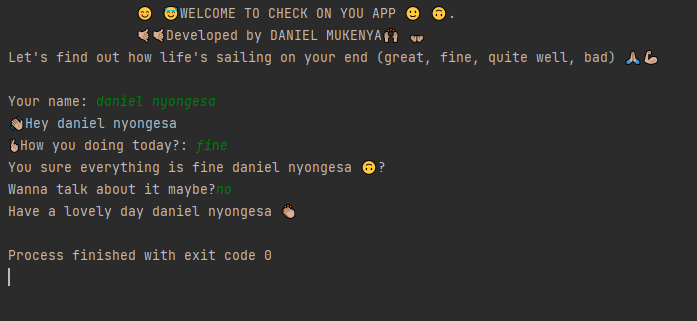 😊 😇WELCOME TO CHECK ON YOU APP 🙂 🙃.
🤙🏽🤙🏽Developed by DANIEL MUKENYA🙌🏽 👐🏽
Let's find out how life's sailing on your end (great, fine, quite well, bad) 🙏🏽💪🏽
Your name: daniel nyongesa
👏🏽Hey daniel nyongesa
👆🏽How you doing today?: fine
You sure everything is fine daniel nyongesa 🙃?
Wanna talk about it maybe?no
Have a lovely day daniel nyongesa 👏🏽
Process finished with exit code 0